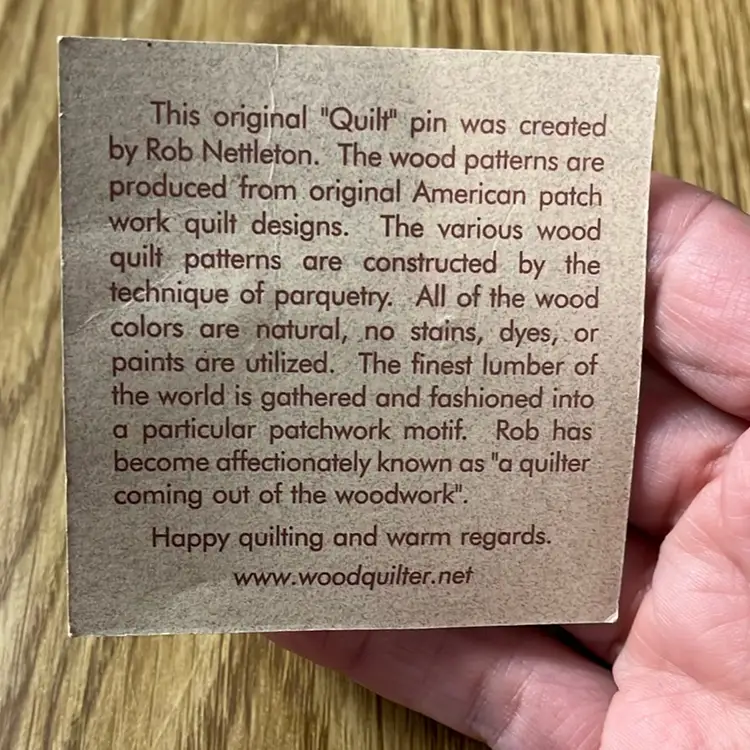 This original "Quilt" pin was created
by Rob Nettleton. The wood patterns are
produced from original American patch
work quilt designs. The various wood
quilt patterns are constructed by the
technique of parquetry. All of the wood
colors are natural, no stains, dyes, or
paints are utilized. The finest lumber of
the world is gathered and fashioned into
a particular patchwork motif. Rob has
become affectionately known as "a quilter
coming out of the woodwork".
Happy quilting and warm regards.
www.woodquilter.net